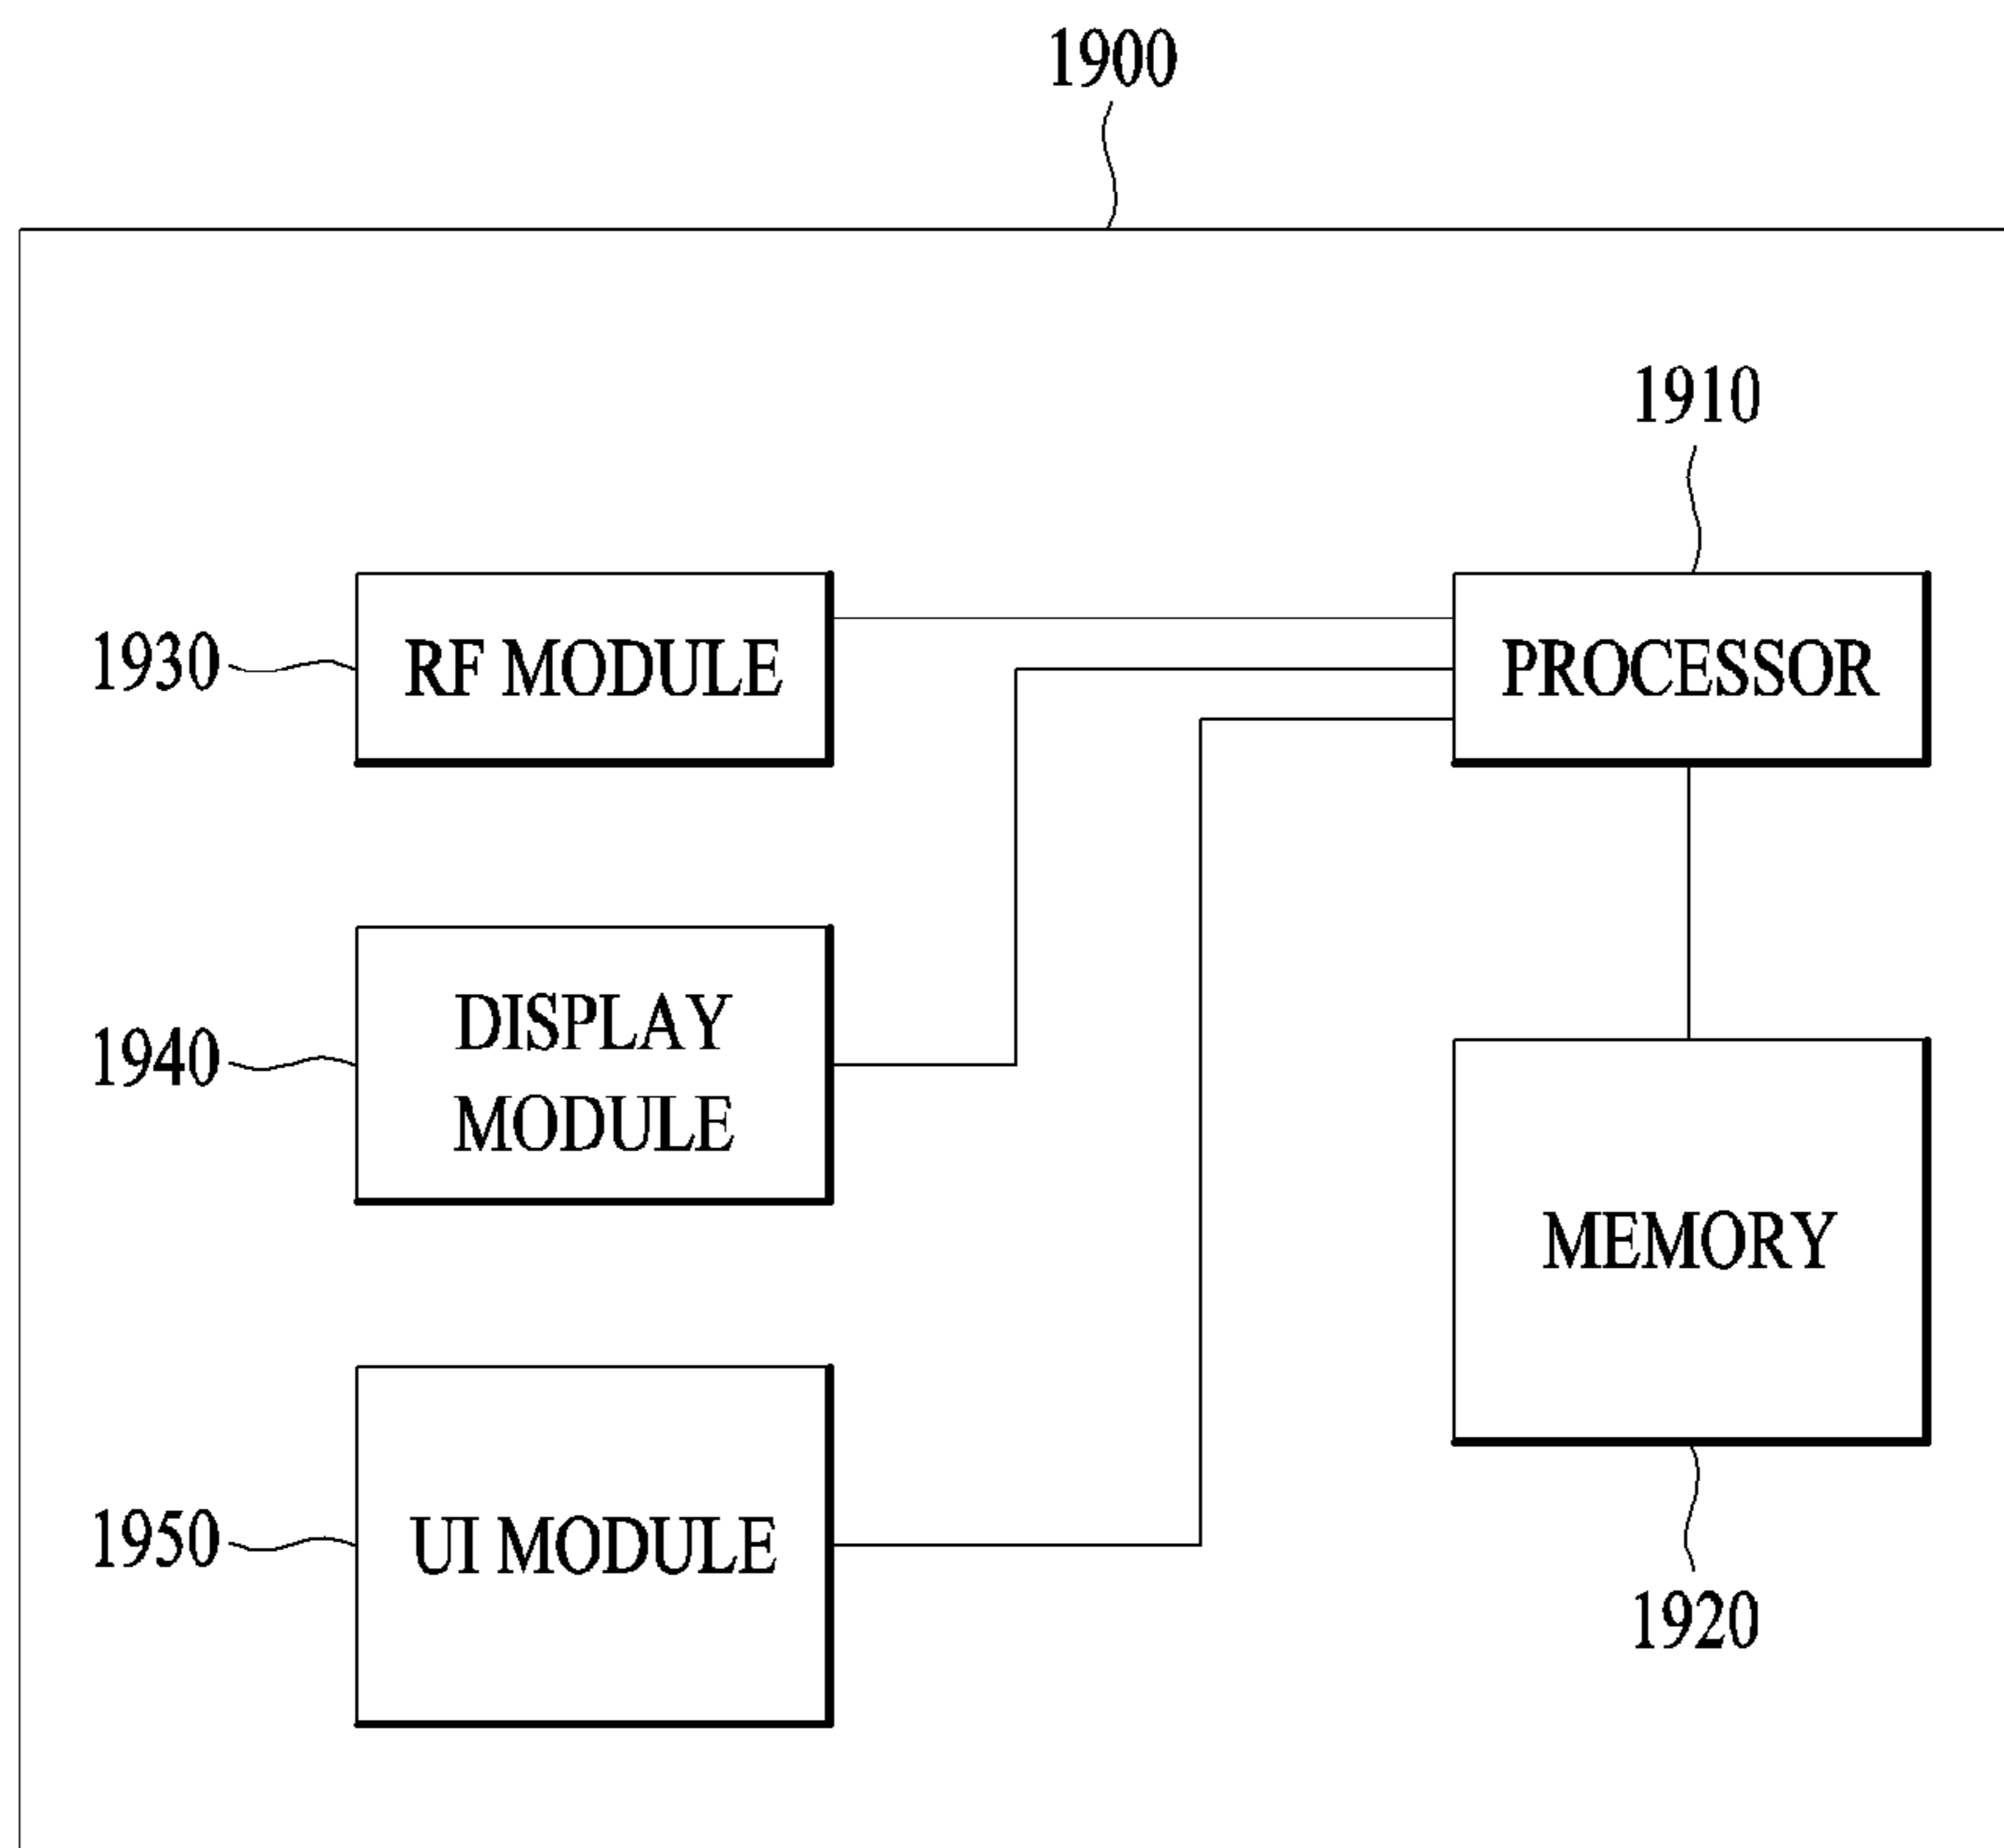 1900
1910
1930
RF MODULE
PROCESSOR
1940
DISPLAY
MODULE
MEMORY
1950
UI MODULE
1920